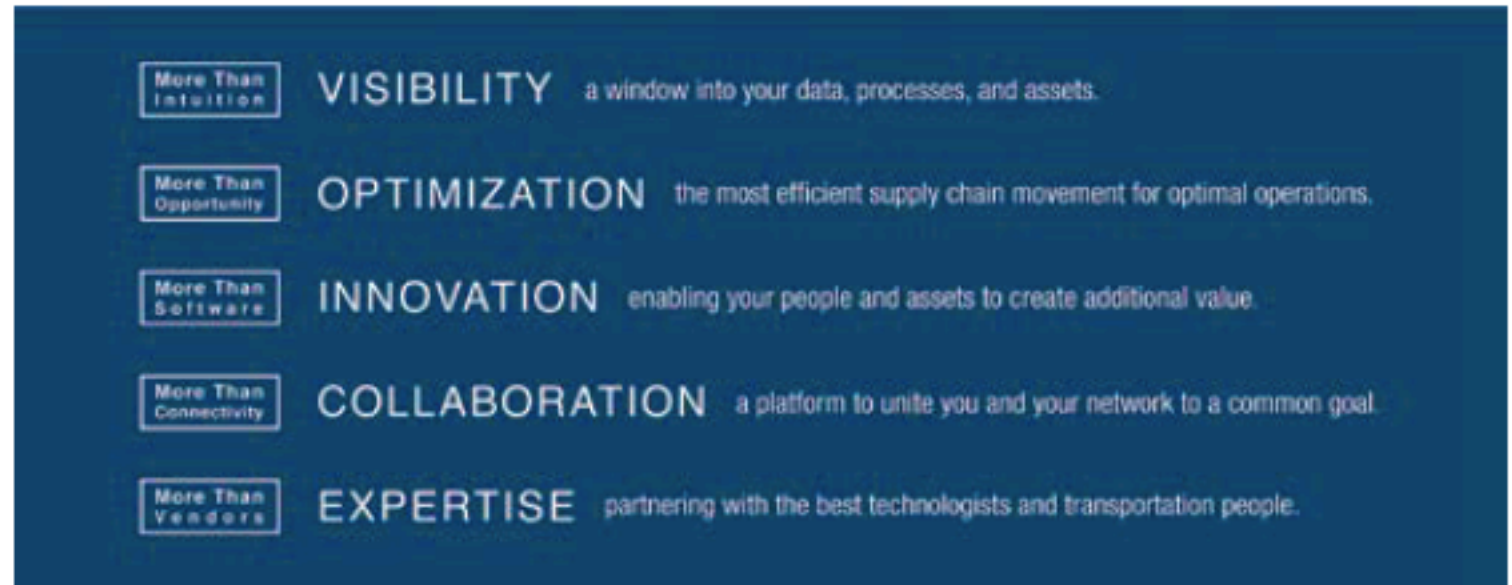 More Than
Intuition
VISIBILITY a window into your data, processes, and assets.
More Than
Opportunity
OPTIMIZATION the most efficient supply chain movement for optimal operations.
More Than
Software
INNOVATION enabling your people and assets to create additional value.
More Than
Connectivity
COLLABORATION a platform to unite you and your network to a common goal.
More Than
Vendors
EXPERTISE partnering with the best technologists and transportation people.